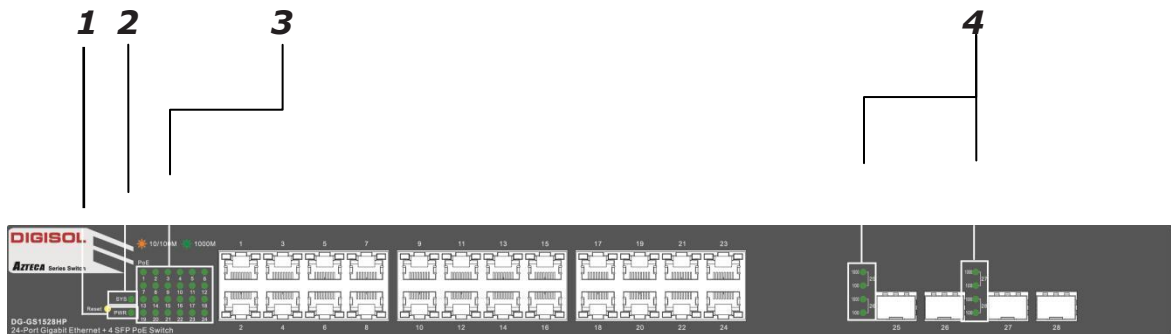 1 2 3 4
DIGISOL
AZTECA Series Switch
10/100M 1000M
PoE
1 2 3 4 5 6
7 8 9 10 11 12
13 14 15 16 17 18
19 20 21 22 23 24
SYS
Reset
PWR
1 3 5 7 9 11 13 15 17 19 21 23
2 4 6 8 10 12 14 16 18 20 22 24
25 26 27 28
DG-GS1528HP
24-Port Gigabit Ethernet + 4 SFP PoE Switch